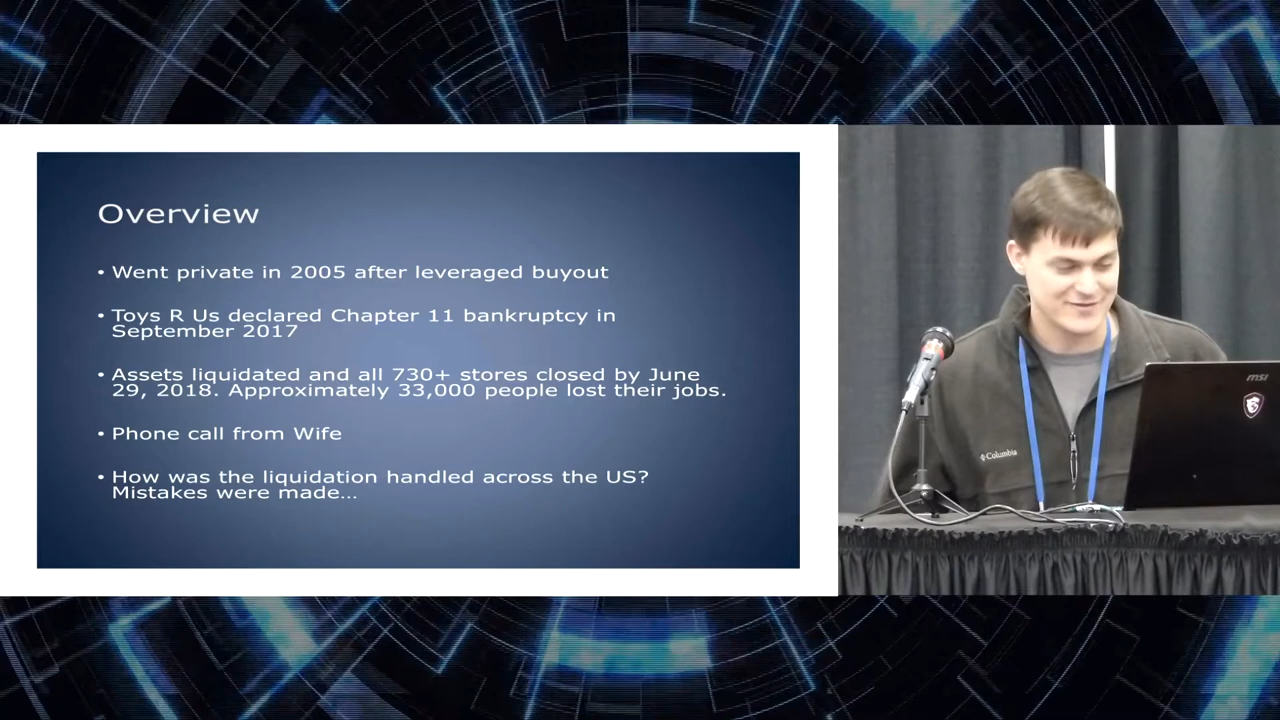 Overview
• Went private in 2005 after leveraged buyout
• Toys R Us declared Chapter 11 bankruptcy in
September 2017
• Assets liquidated and all 730+ stores closed by June
29, 2018. Approximately 33,000 people lost their jobs.
• Phone call from Wife
• How was the liquidation handled across the US?
Mistakes were made...
Columbia
msi